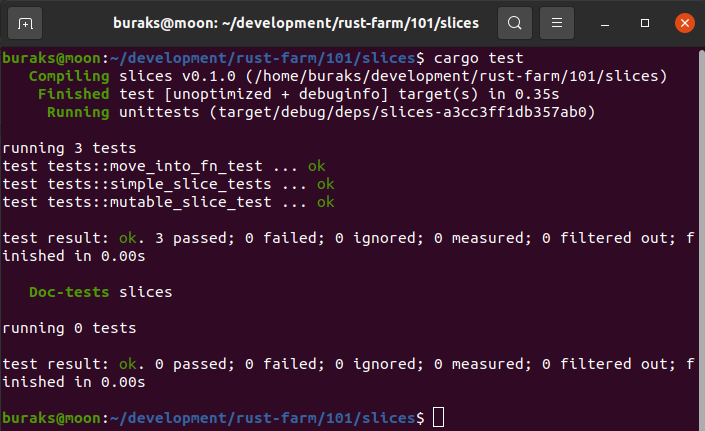 buraks@moon: ~/development/rust-farm/101/slices
buraks@moon:~/development/rust-farm/101/slices$ cargo test
   Compiling slices v0.1.0 (/home/buraks/development/rust-farm/101/slices)
    Finished test [unoptimized + debuginfo] target(s) in 0.35s
     Running unittests (target/debug/deps/slices-a3cc3ff1db357ab0)
running 3 tests
test tests::move_into_fn_test ... ok
test tests::simple_slice_tests ... ok
test tests::mutable_slice_test ... ok
test result: ok. 3 passed; 0 failed; 0 ignored; 0 measured; 0 filtered out; f
inished in 0.00s
   Doc-tests slices
running 0 tests
test result: ok. 0 passed; 0 failed; 0 ignored; 0 measured; 0 filtered out; f
inished in 0.00s
buraks@moon:~/development/rust-farm/101/slices$